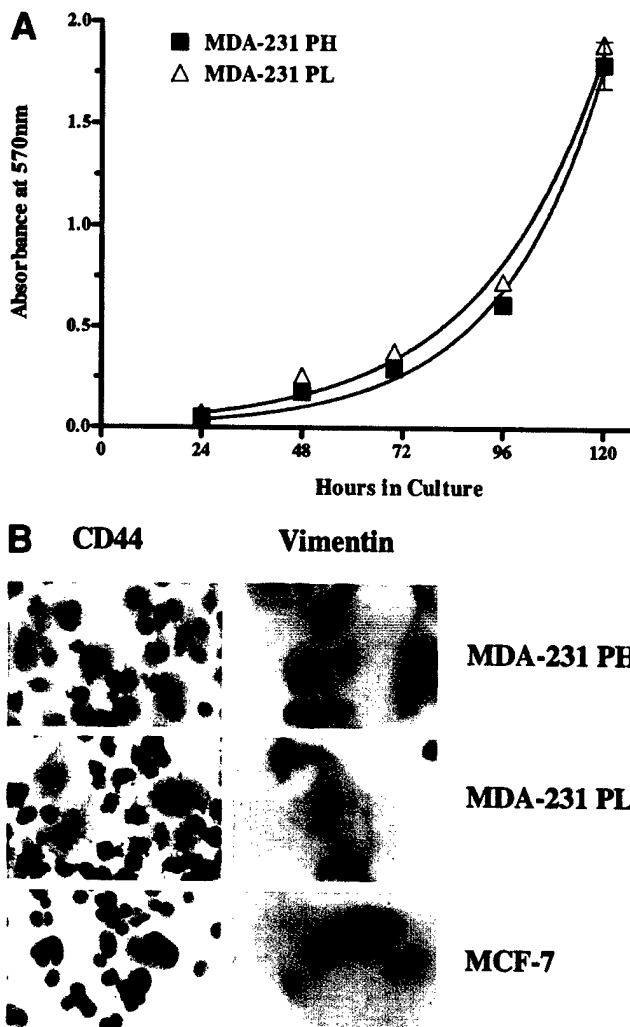 A
MDA-231 PH
MDA-231 PL
2.0
1.5
1.0
0.5
0.0
Absorbance at 570nm
0 24 48 72 96 120
Hours in Culture
B CD44 Vimentin
MDA-231 PH
MDA-231 PL
MCF-7